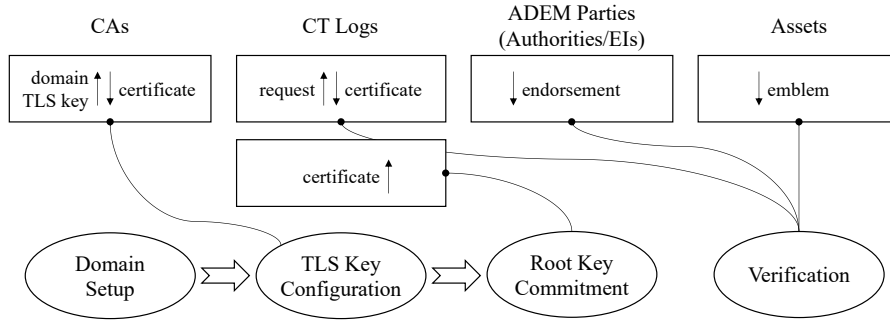 CAs
CT Logs
ADEM Parties
(Authorities/EIs)
Assets
domain
TLS key
certificate
request
certificate
endorsement
emblem
certificate
Domain
Setup
TLS Key
Configuration
Root Key
Commitment
Verification